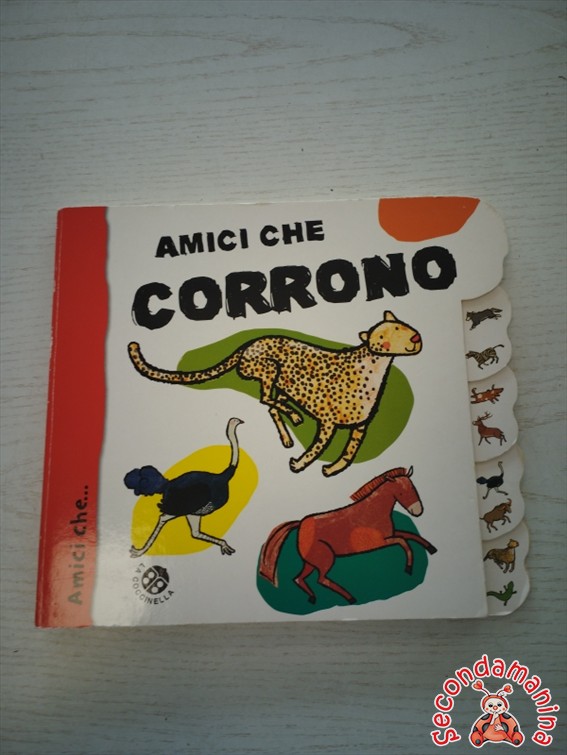 AMICI CHE
CORRONO
Amici che...
LA COCCINELLA
Secondamanina